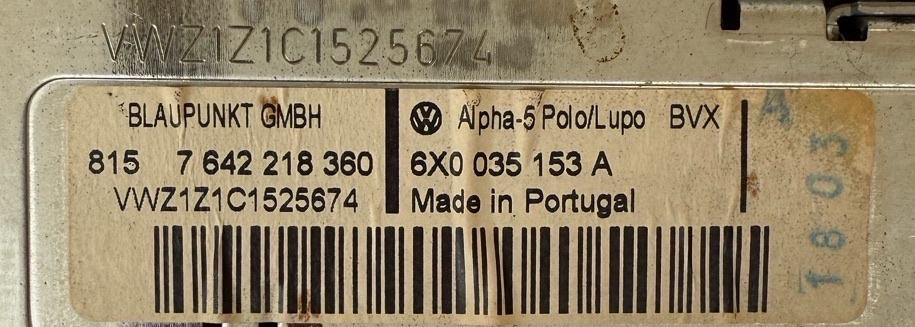 VWZ1Z1C1525674
BLAUPUNKT GMBH
815 7 642 218 360
VWZ1Z1C1525674
Alpha-5 Polo/Lupo BVX
6X0 035 153 A
Made in Portugal
A
1803